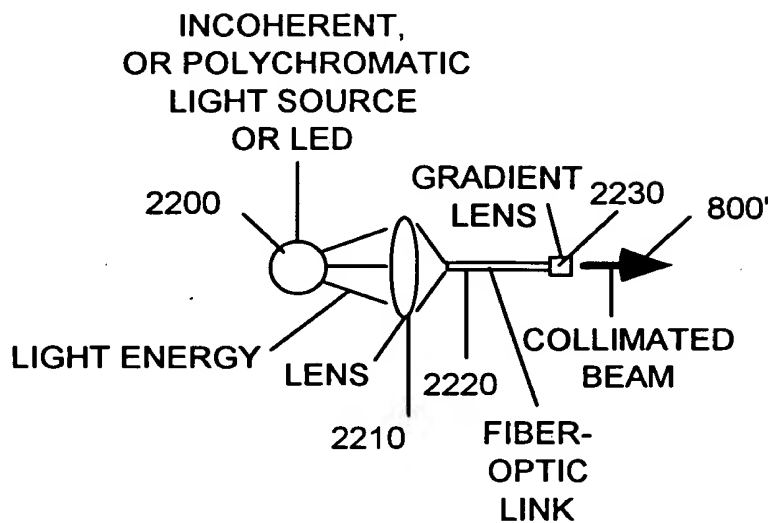 INCOHERENT,
OR POLYCHROMATIC
LIGHT SOURCE
OR LED
2200
GRADIENT
LENS
2230
800'
LIGHT ENERGY
LENS
2210
2220
FIBER-
OPTIC
LINK
COLLIMATED
BEAM